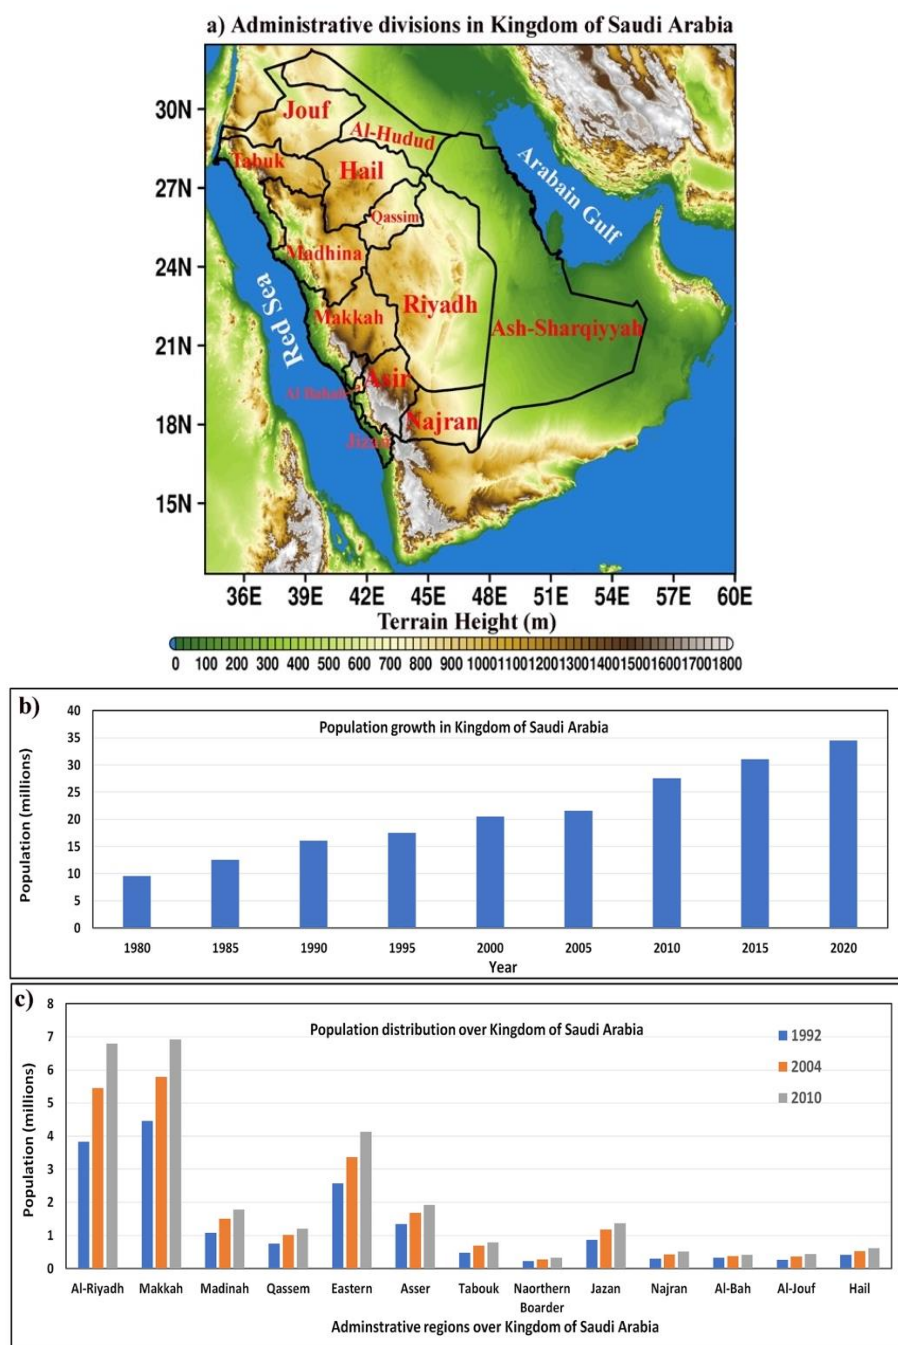 a) Administrative divisions in Kingdom of Saudi Arabia
30N
27N
24N
21N
18N
15N
Jouf
Al-Hudud
Tabuk
Hail
Qassim
Arabain Gulf
Madhina
Red Sea
Makkah
Riyadh
Ash-Sharqiyyah
Asir
Al Bahah
Najran
Jizan
36E 39E 42E 45E 48E 51E 54E 57E 60E
Terrain Height (m)
0 100 200 300 400 500 600 700 800 900 1000 1100 1200 1300 1400 1500 1600 1700 1800
b)
Population growth in Kingdom of Saudi Arabia
Population (millions)
40
35
30
25
20
15
10
5
0
1980 1985 1990 1995 2000 2005 2010 2015 2020
Year
c)
Population distribution over Kingdom of Saudi Arabia
1992
2004
2010
Population (millions)
8
7
6
5
4
3
2
1
0
Al-Riyadh Makkah Madinah Qassem Eastern Asser Tabouk Naorthern Jazan Najran Al-Bah Al-Jouf Hail
Boarder
Adminstrative regions over Kingdom of Saudi Arabia